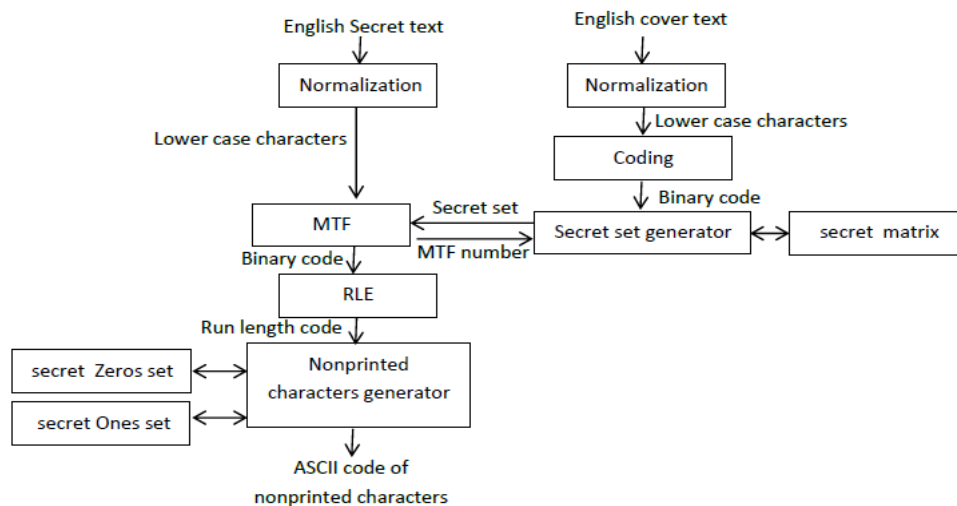 English Secret text
English cover text
Normalization
Normalization
Lower case characters
Lower case characters
Coding
Binary code
Secret set
MTF
Secret set generator
secret matrix
MTF number
Binary code
RLE
Run length code
Nonprinted
characters generator
secret Zeros set
secret Ones set
ASCII code of
nonprinted characters